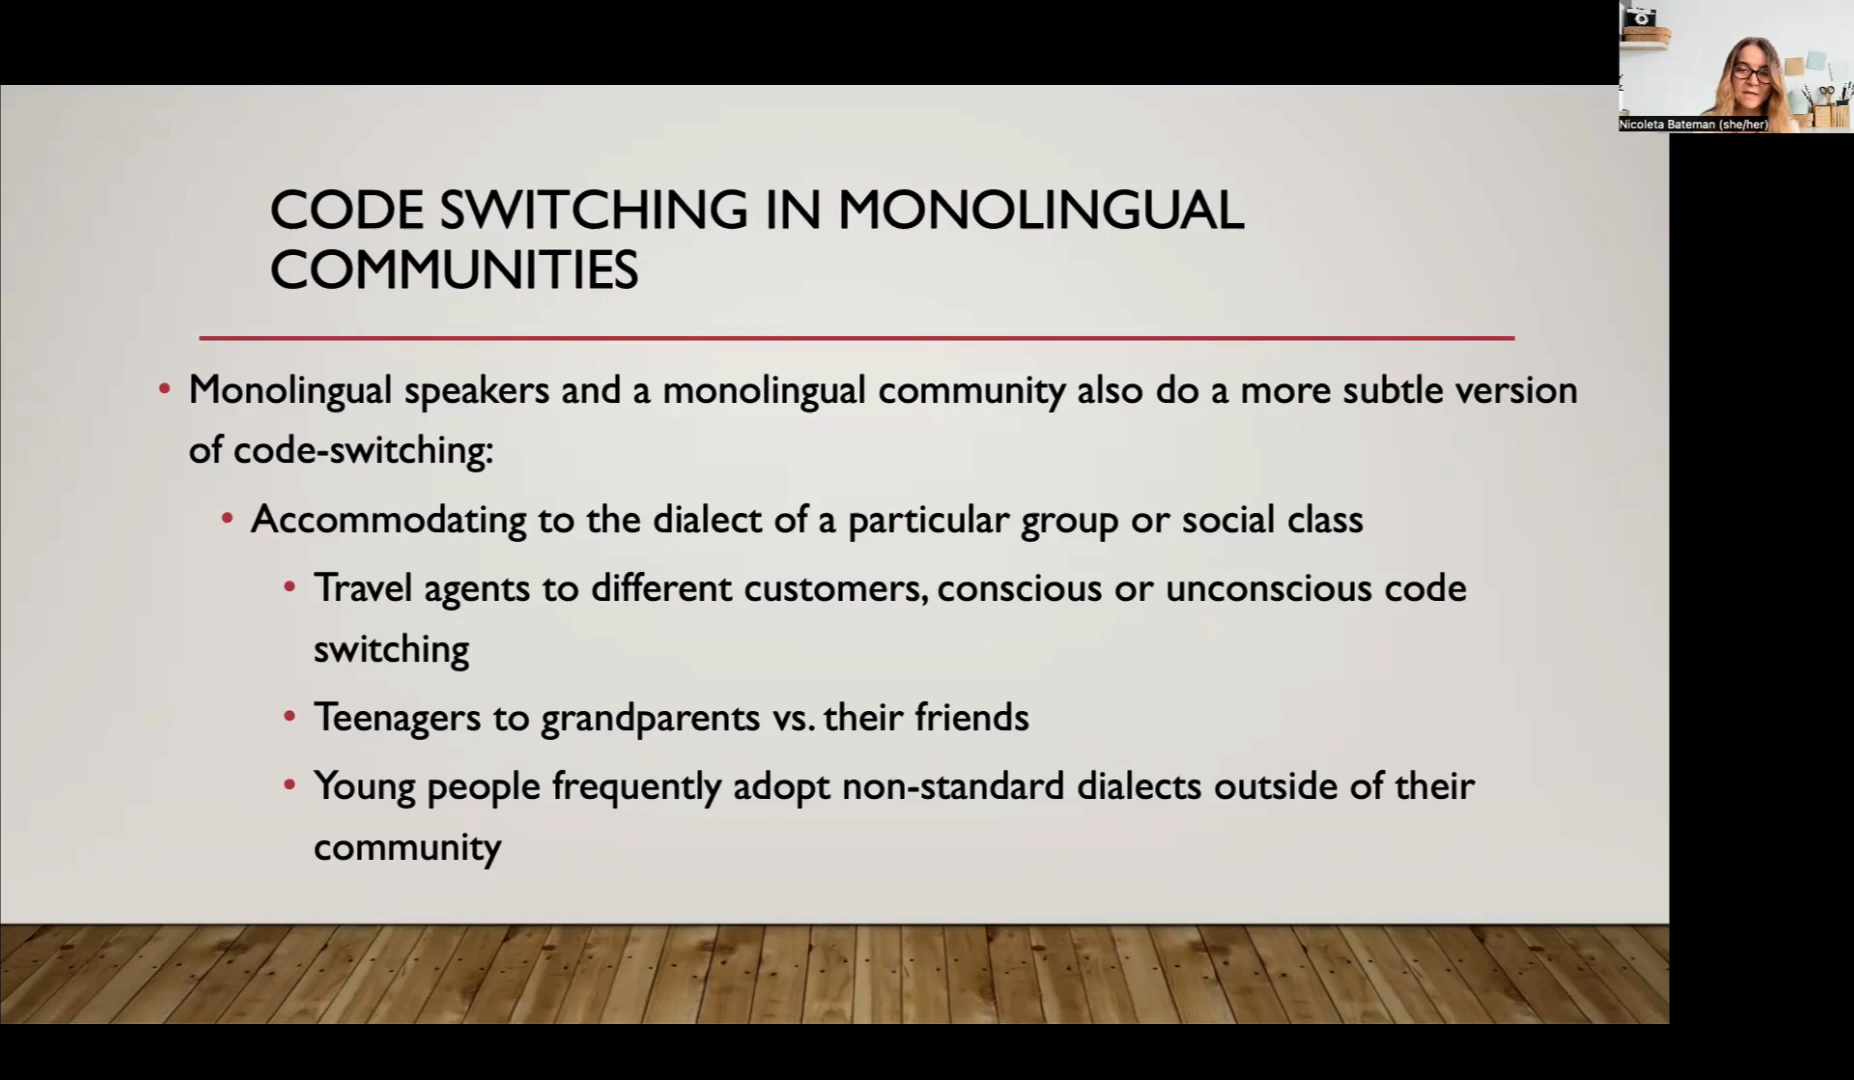 Nicoleta Bateman (she/her)
CODE SWITCHING IN MONOLINGUAL
COMMUNITIES
• Monolingual speakers and a monolingual community also do a more subtle version
of code-switching:
• Accommodating to the dialect of a particular group or social class
• Travel agents to different customers, conscious or unconscious code
switching
• Teenagers to grandparents vs. their friends
• Young people frequently adopt non-standard dialects outside of their
community